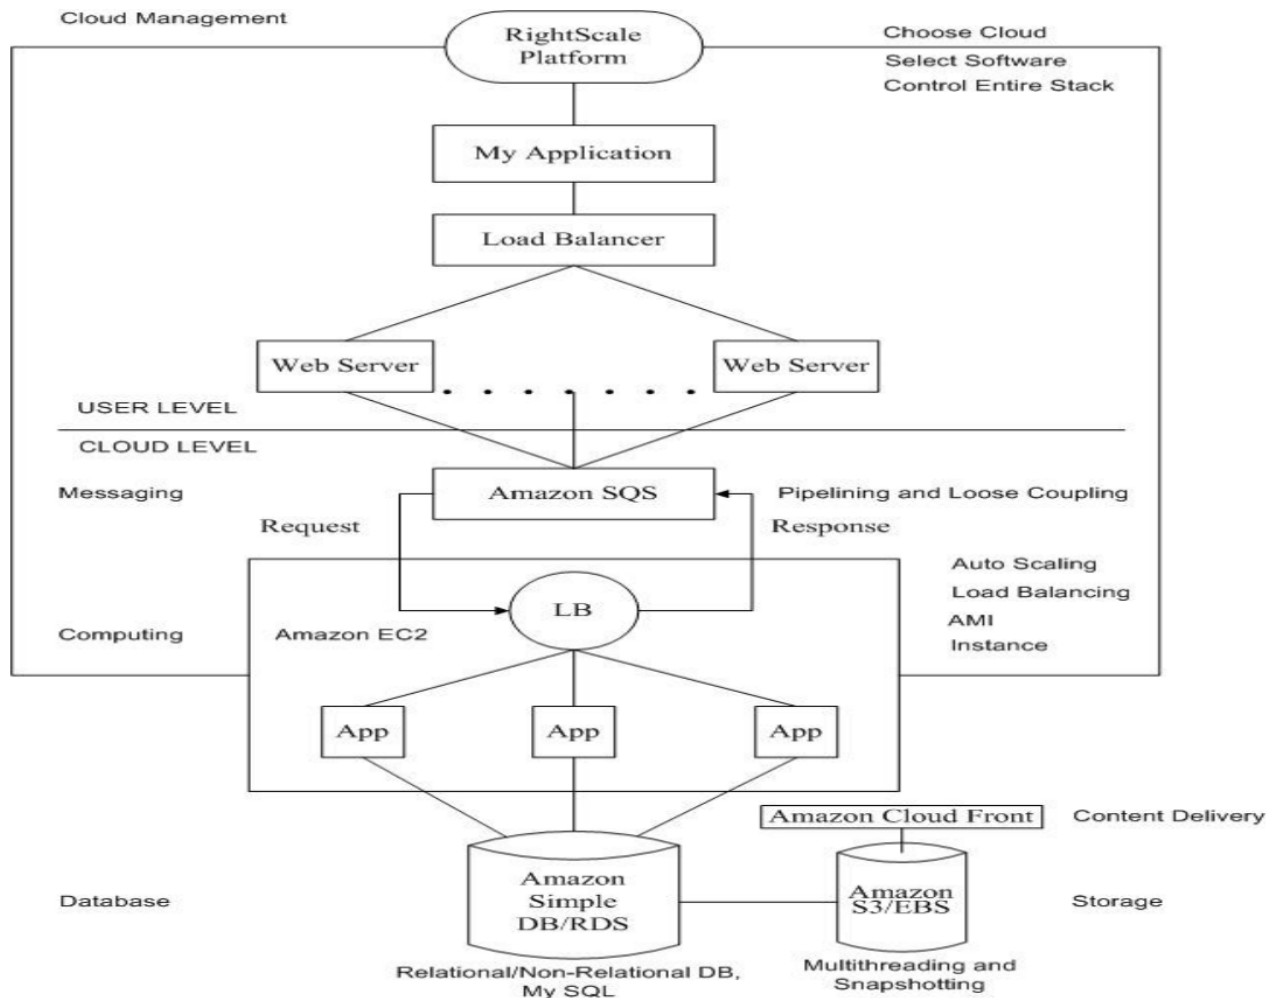 Cloud Management
RightScale
Platform
Choose Cloud
Select Software
Control Entire Stack
My Application
Load Balancer
Web Server
Web Server
USER LEVEL
CLOUD LEVEL
Messaging
Amazon SQS
Pipelining and Loose Coupling
Request
Response
Auto Scaling
Load Balancing
AMI
Instance
LB
Computing
Amazon EC2
App
App
App
Amazon Cloud Front
Content Delivery
Database
Amazon
Simple
DB/RDS
Amazon
S3/EBS
Storage
Relational/Non-Relational DB,
My SQL
Multithreading and
Snapshotting